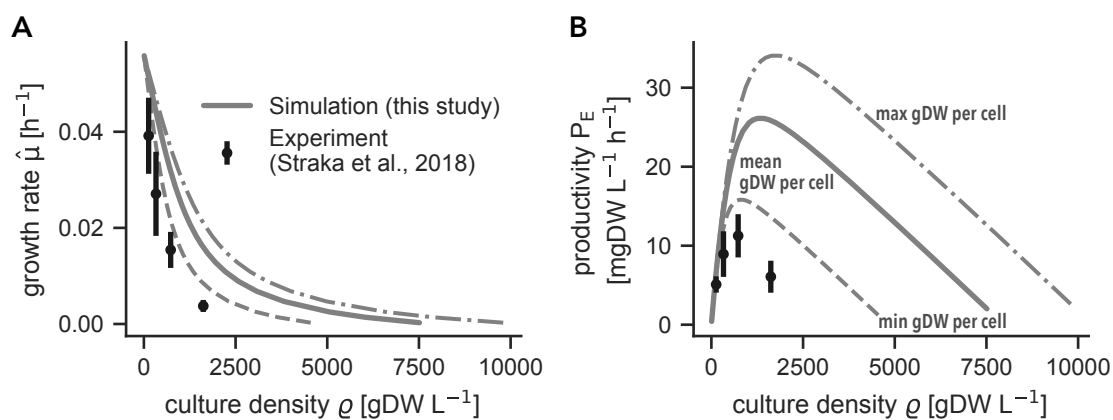 A
growth rate μ̂ [h⁻¹]
0.04
0.02
0.00
Simulation (this study)
Experiment
(Straka et al., 2018)
0 2500 5000 7500 10000
culture density ϱ [gDW L⁻¹]
B
productivity P_E
[mgDW L⁻¹ h⁻¹]
30
20
10
0
max gDW per cell
mean
gDW per cell
min gDW per cell
0 2500 5000 7500 10000
culture density ϱ [gDW L⁻¹]